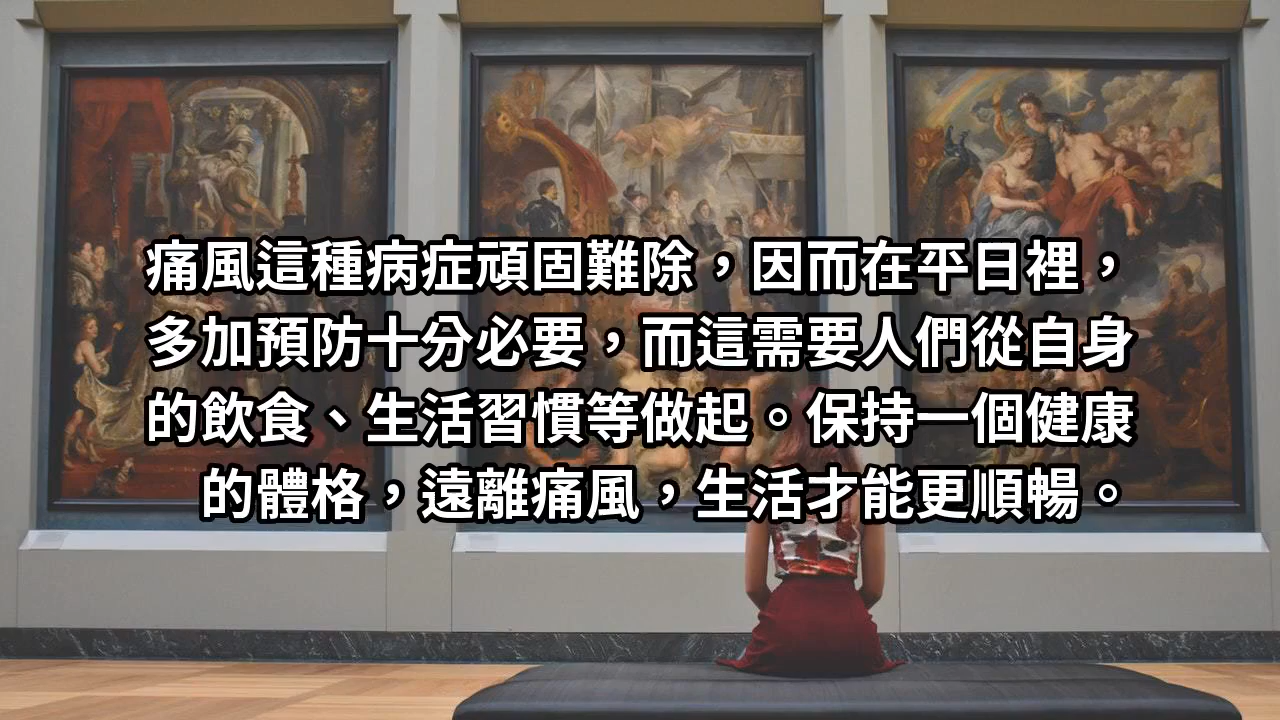 痛風這種病症頑固難除，因而在平日裡，
多加預防十分必要，而這需要人們從自身
的飲食、生活習慣等做起。保持一個健康
的體格，遠離痛風，生活才能更順暢。